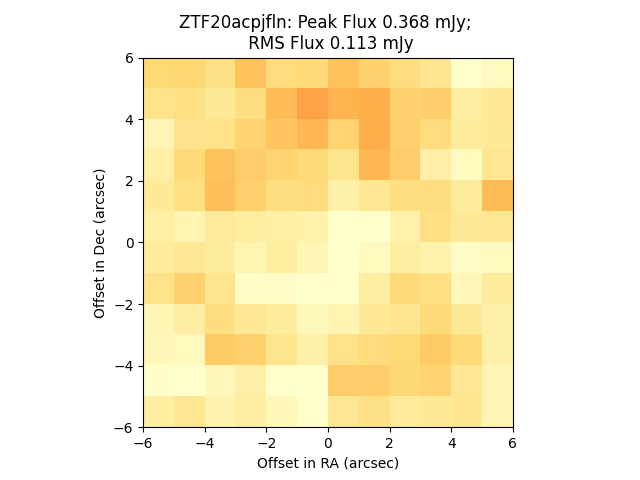 ZTF20acpjfln: Peak Flux 0.368 mJy;
RMS Flux 0.113 mJy
6
4
2
0
−2
−4
−6
Offset in Dec (arcsec)
−6 −4 −2 0 2 4 6
Offset in RA (arcsec)